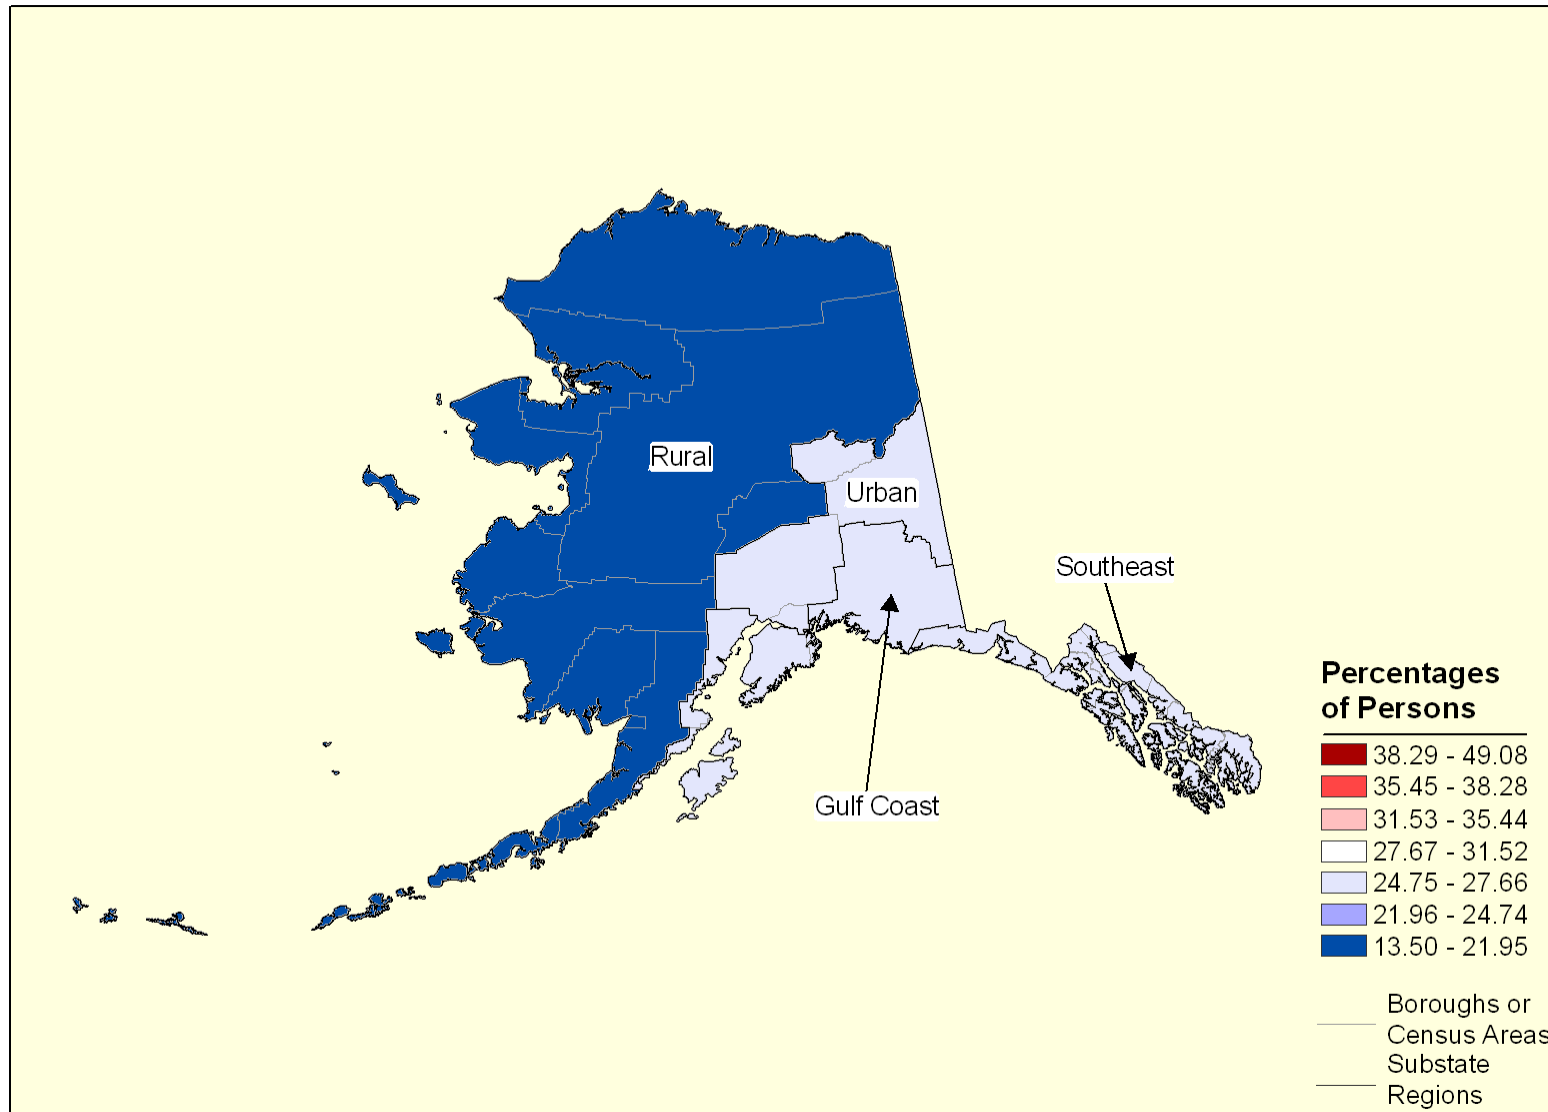 Rural
Urban
Southeast
Gulf Coast
Percentages
of Persons
38.29 - 49.08
35.45 - 38.28
31.53 - 35.44
27.67 - 31.52
24.75 - 27.66
21.96 - 24.74
13.50 - 21.95
Boroughs or
Census Areas
Substate
Regions